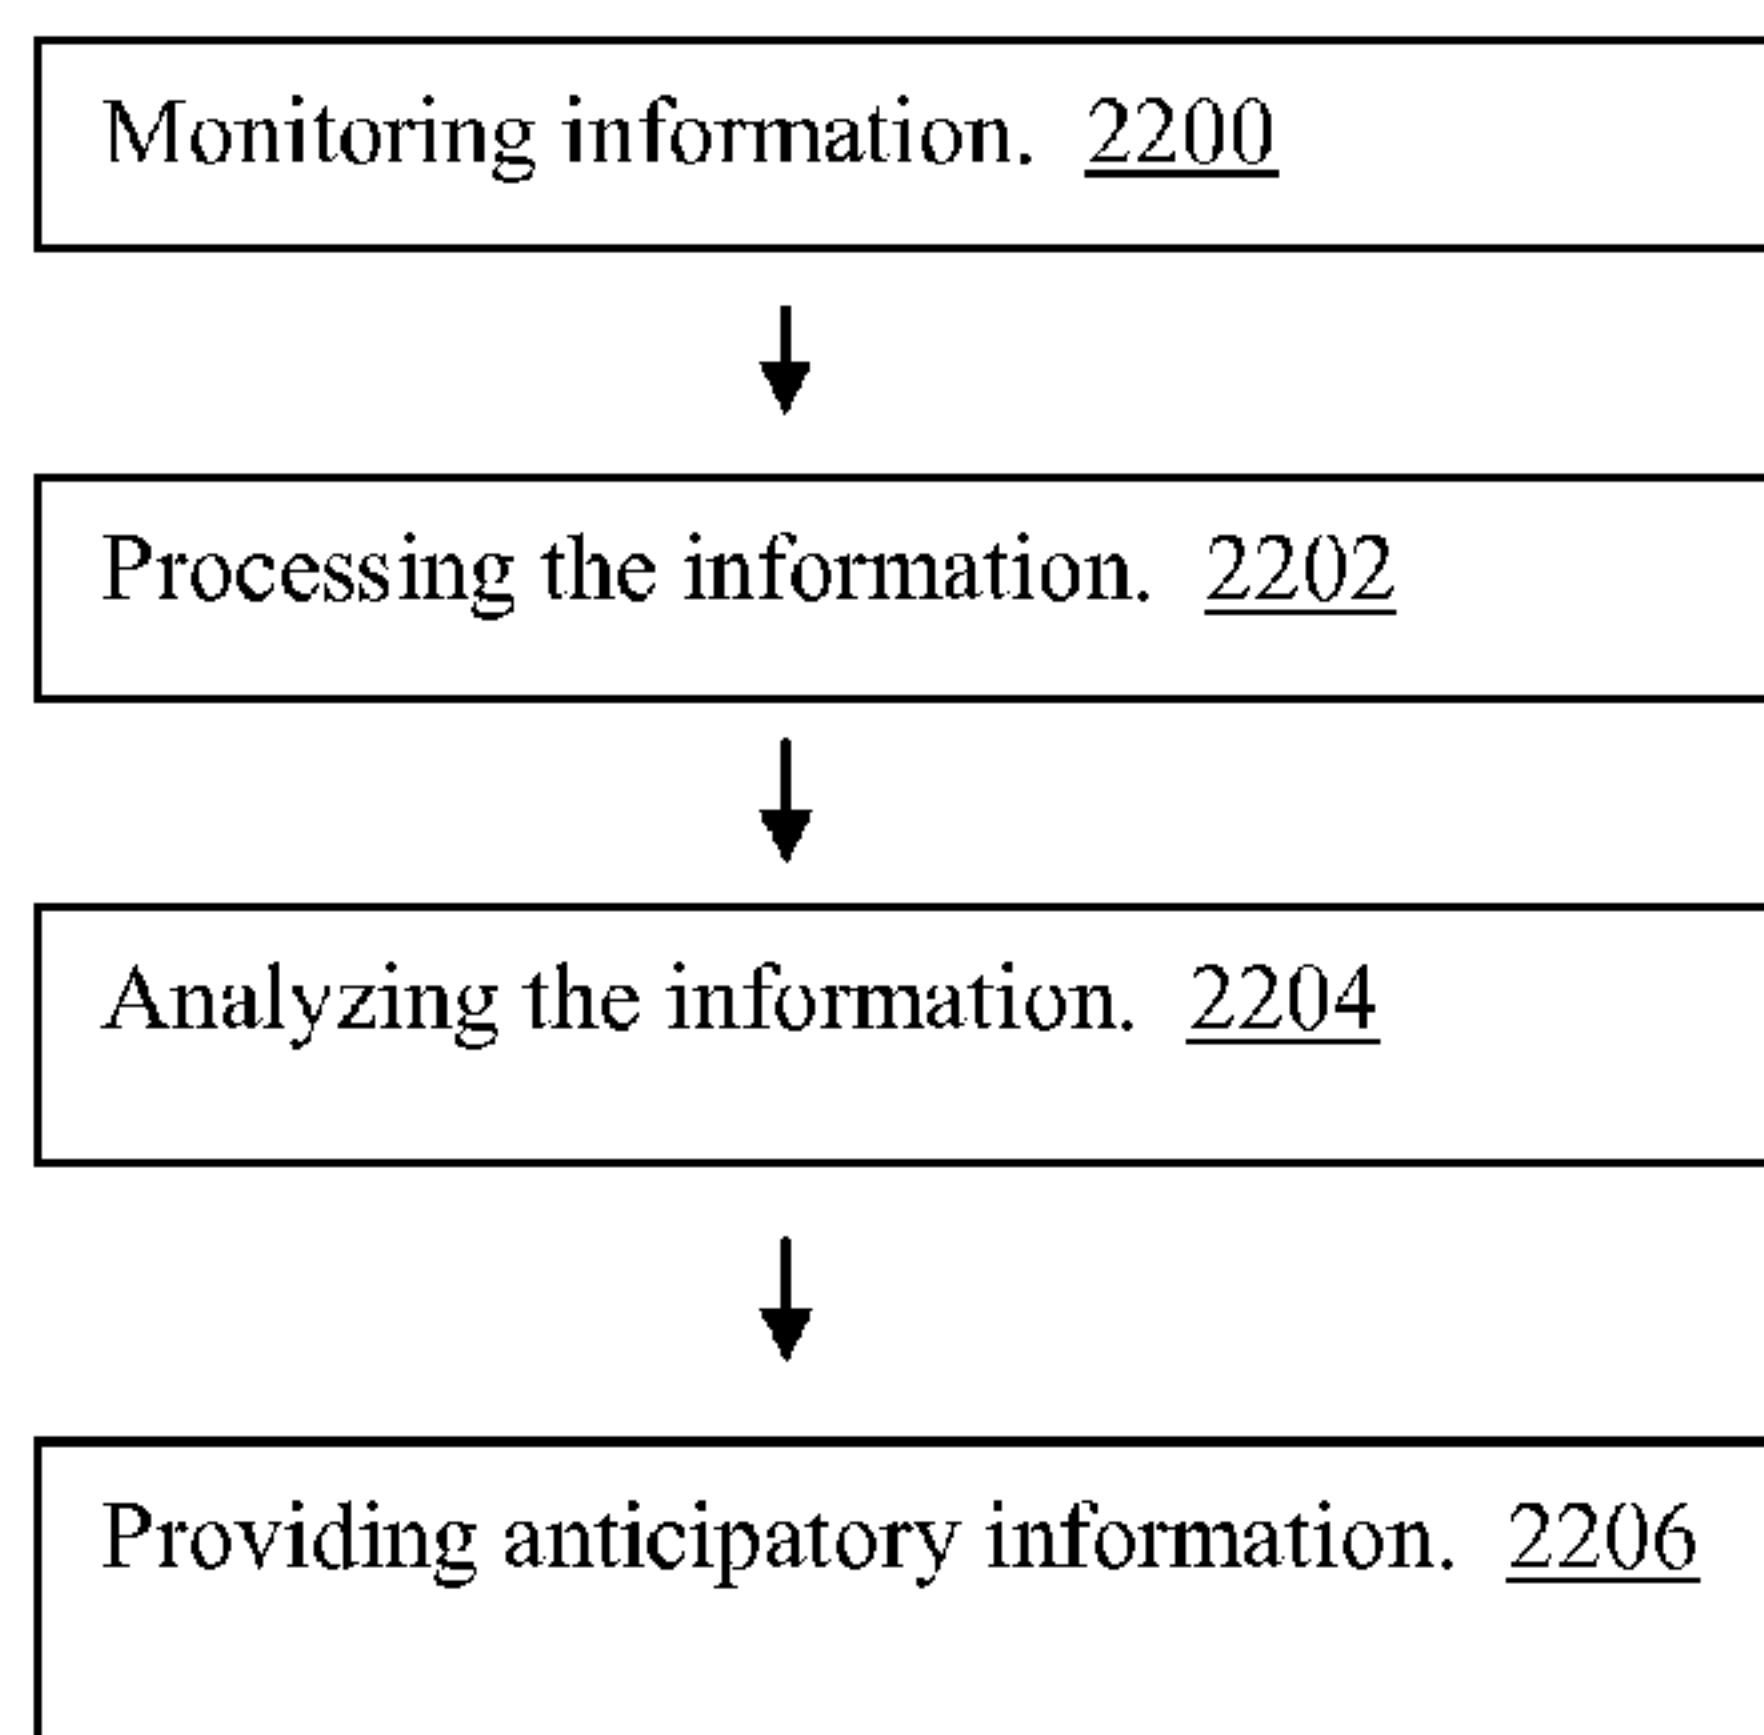 Monitoring information. 2200
Processing the information. 2202
Analyzing the information. 2204
Providing anticipatory information. 2206